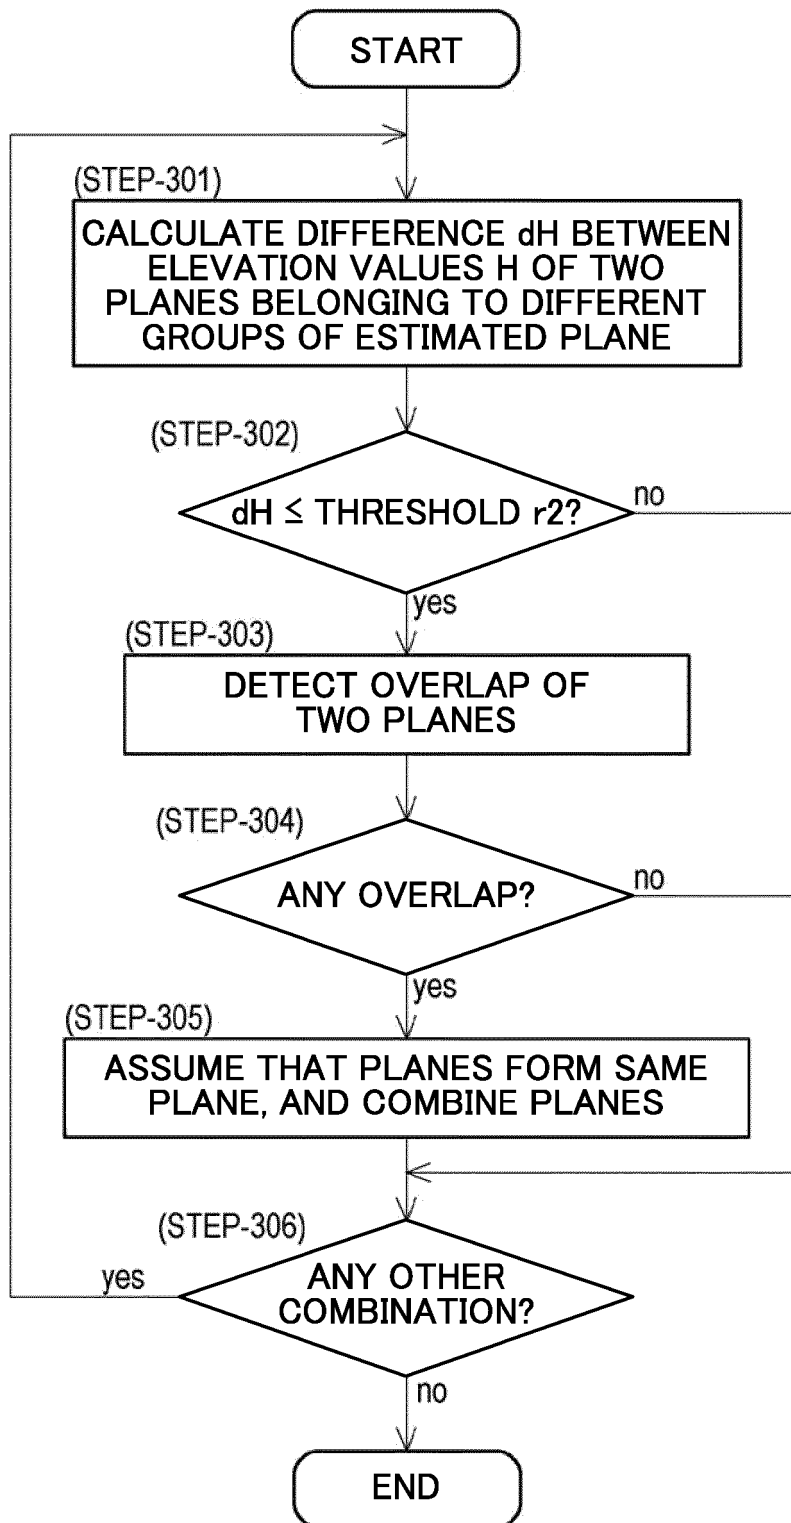 START
(STEP-301)
CALCULATE DIFFERENCE dH BETWEEN
ELEVATION VALUES H OF TWO
PLANES BELONGING TO DIFFERENT
GROUPS OF ESTIMATED PLANE
(STEP-302)
dH ≤ THRESHOLD r2?
no
yes
(STEP-303)
DETECT OVERLAP OF
TWO PLANES
(STEP-304)
ANY OVERLAP?
no
yes
(STEP-305)
ASSUME THAT PLANES FORM SAME
PLANE, AND COMBINE PLANES
(STEP-306)
yes
ANY OTHER
COMBINATION?
no
END